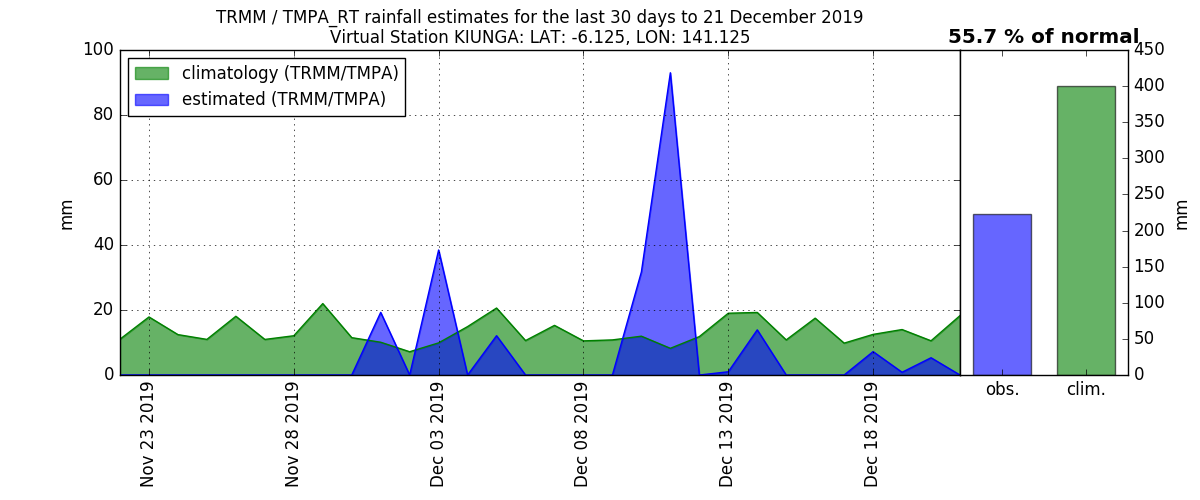 TRMM / TMPA_RT rainfall estimates for the last 30 days to 21 December 2019
Virtual Station KIUNGA: LAT: -6.125, LON: 141.125
55.7 % of normal
climatology (TRMM/TMPA)
estimated (TRMM/TMPA)
mm
100
80
60
40
20
0
Nov 23 2019
Nov 28 2019
Dec 03 2019
Dec 08 2019
Dec 13 2019
Dec 18 2019
450
400
350
300
250
200
150
100
50
0
mm
obs.
clim.